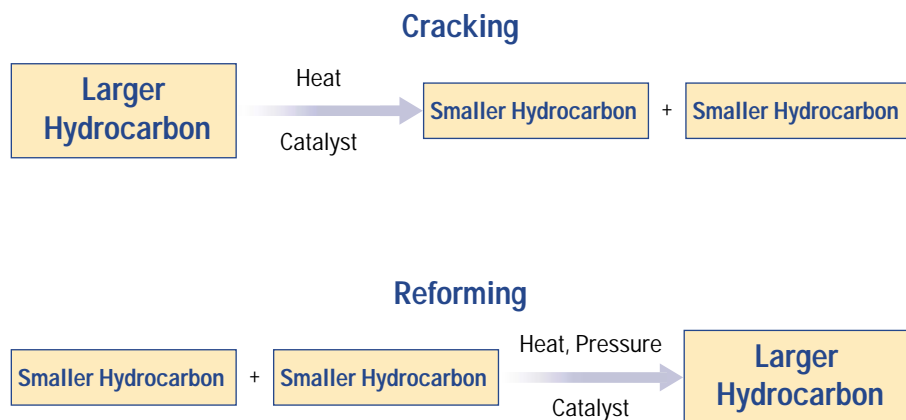 Cracking
Larger
Hydrocarbon
Heat
Catalyst
Smaller Hydrocarbon + Smaller Hydrocarbon
Reforming
Smaller Hydrocarbon + Smaller Hydrocarbon
Heat, Pressure
Catalyst
Larger
Hydrocarbon